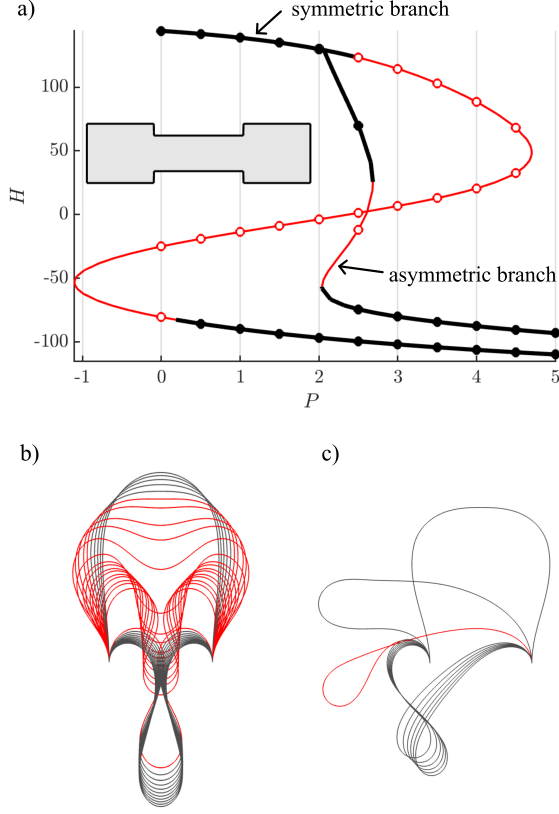 a)
symmetric branch
100
50
0
-50
-100
H
asymmetric branch
-1 0 1 2 3 4 5
P
b) c)